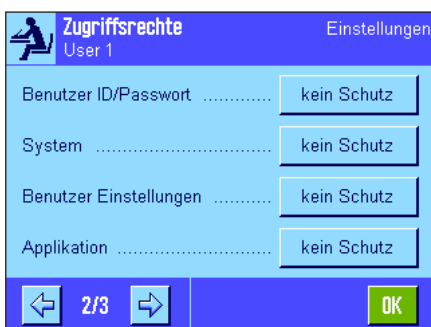 Zugriffsrechte Einstellungen
User 1
Benutzer ID/Passwort ............ kein Schutz
System ............................. kein Schutz
Benutzer Einstellungen .......... kein Schutz
Applikation ......................... kein Schutz
2/3 OK